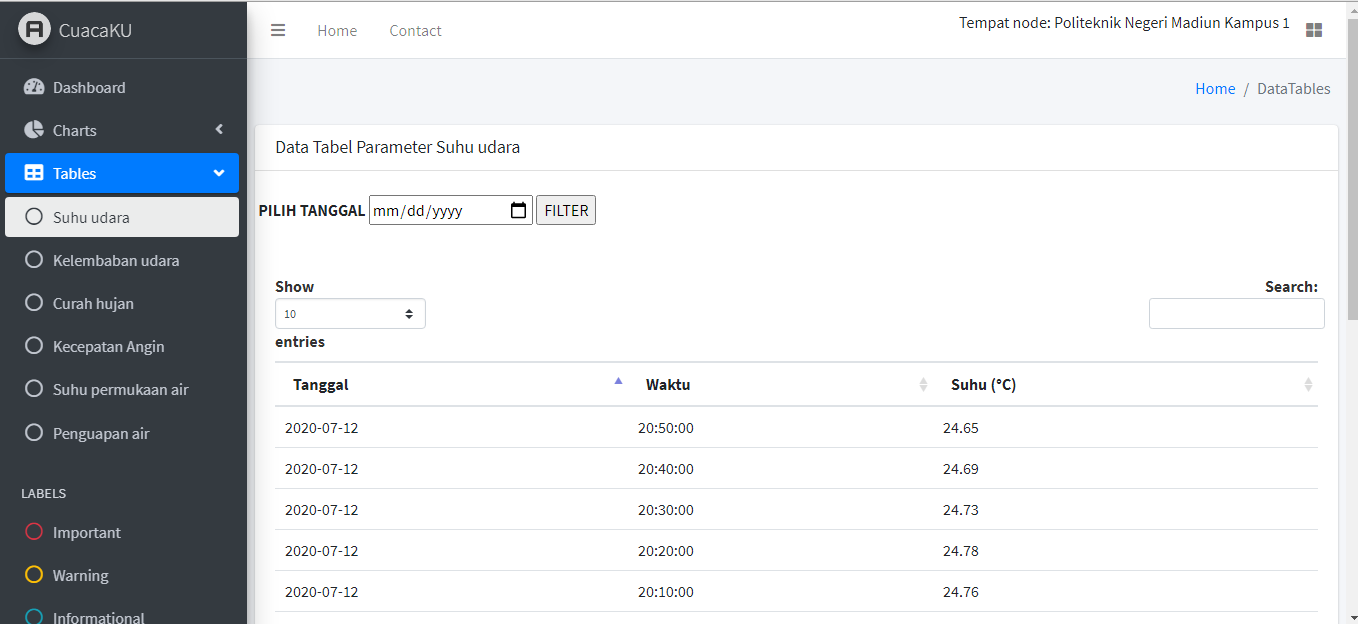 CuacaKU
Home Contact
Tempat node: Politeknik Negeri Madiun Kampus 1
Dashboard
Charts
Tables
Suhu udara
Kelembaban udara
Curah hujan
Kecepatan Angin
Suhu permukaan air
Penguapan air
LABELS
Important
Warning
Informational
Home / DataTables
Data Tabel Parameter Suhu udara
PILIH TANGGAL mm/dd/yyyy FILTER
Show
10
entries
Search:
Tanggal Waktu Suhu (°C)
2020-07-12 20:50:00 24.65
2020-07-12 20:40:00 24.69
2020-07-12 20:30:00 24.73
2020-07-12 20:20:00 24.78
2020-07-12 20:10:00 24.76